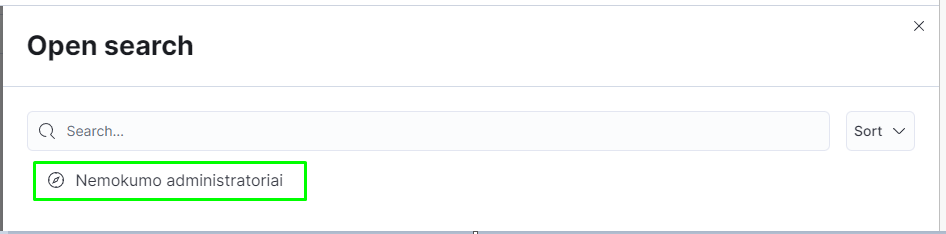 Open search
Search...
Sort
Nemokumo administratoriai